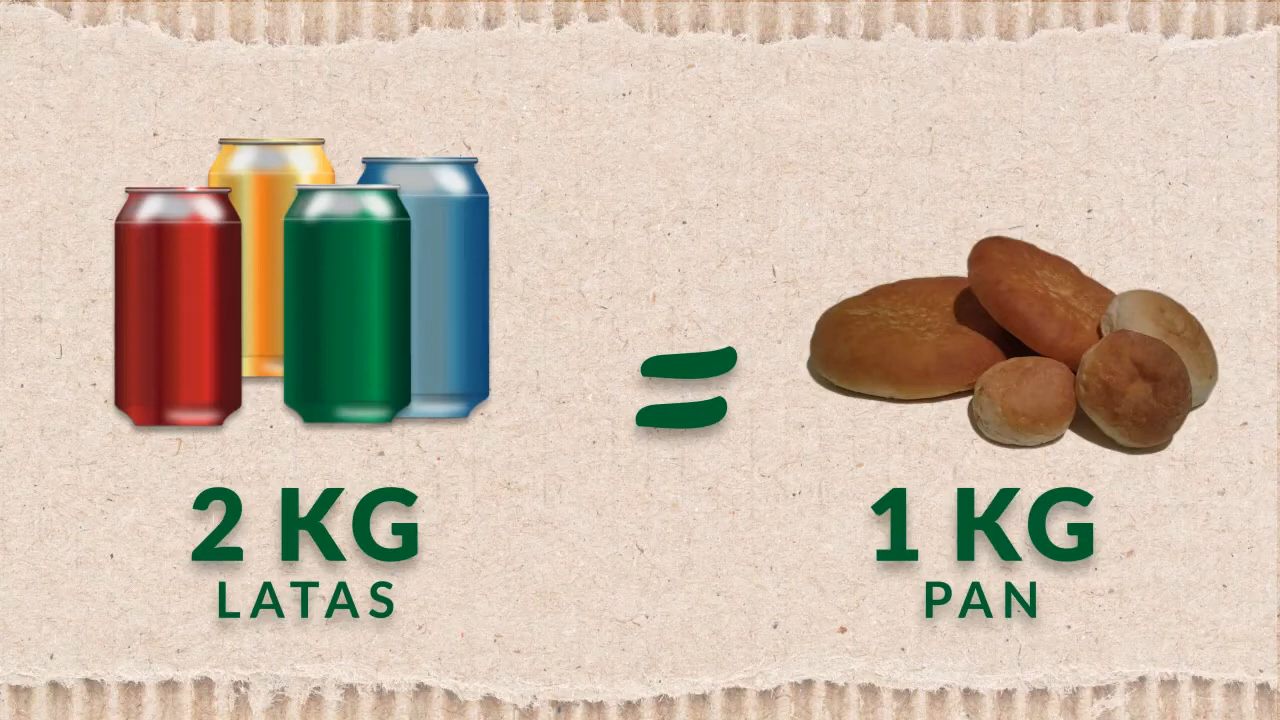 =
2 KG
LATAS
1 KG
PAN